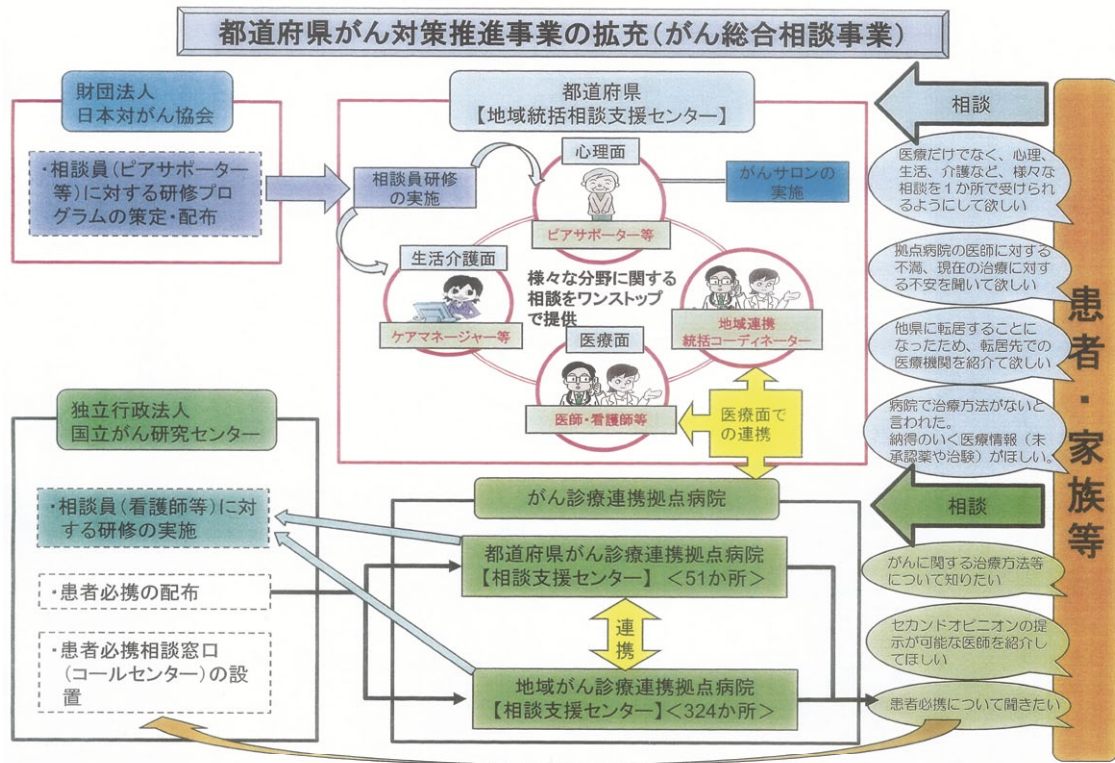 都道府県がん対策推進事業の拡充(がん総合相談事業)
財団法人
日本対がん協会
・相談員(ピアサポーター
等)に対する研修プロ
グラムの策定・配布
都道府県
【地域統括相談支援センター】
相談員研修
の実施
心理面
ピアサポーター等
がんサロンの
実施
生活介護面
ケアマネージャー等
様々な分野に関する
相談をワンストップ
で提供
地域連携
統括コーディネーター
医療面
医師・看護師等
医療面で
の連携
相談
医療だけでなく、心理、
生活、介護など、様々な
相談を1か所で受けられ
るようにして欲しい
拠点病院の医師に対する
不満、現在の治療に対す
る不安を聞いて欲しい
他県に転居することに
なったため、転居先での
医療機関を紹介て欲しい
病院で治療方法がないと
言われた。
納得のいく医療情報(未
承認薬や治験)がほしい。
患者・家族等
独立行政法人
国立がん研究センター
・相談員(看護師等)に対
する研修の実施
・患者必携の配布
・患者必携相談窓口
(コールセンター)の設
置
がん診療連携拠点病院
都道府県がん診療連携拠点病院
【相談支援センター】 <51か所>
連携
地域がん診療連携拠点病院
【相談支援センター】<324か所>
相談
がんに関する治療方法等
について知りたい
セカンドオピニオンの提
示が可能な医師を紹介し
てほしい
患者必携について聞きたい